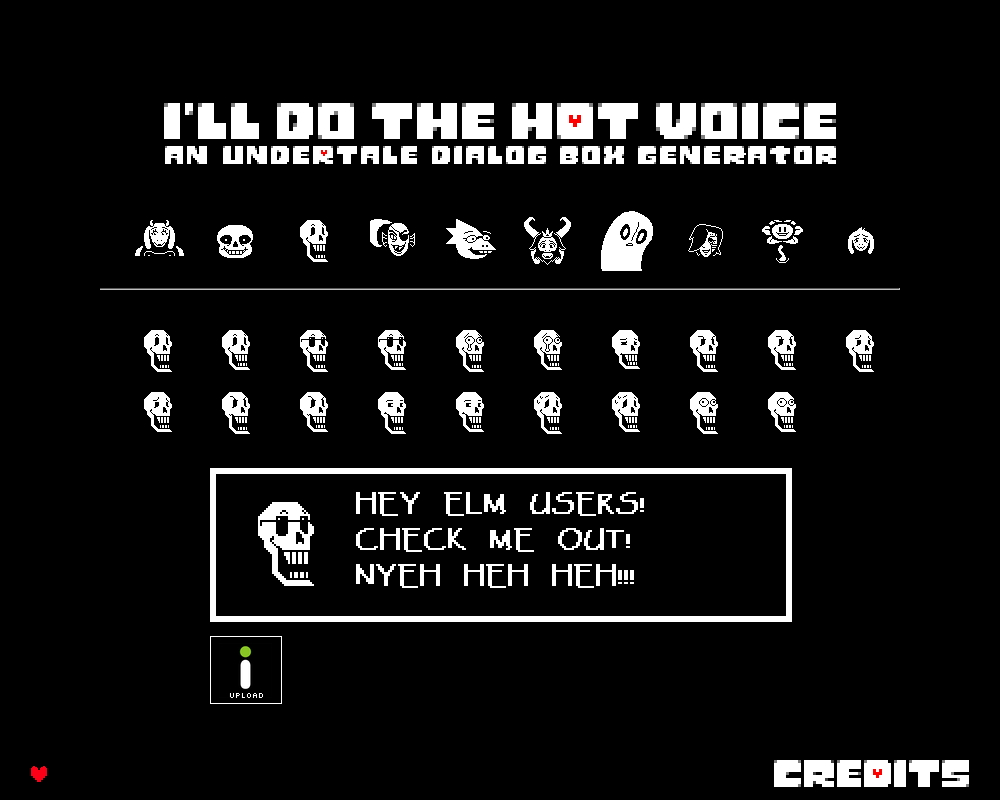 I'LL DO THE HOT VOICE
AN UNDERTALE DIALOG BOX GENERATOR
HEY ELM USERS!
CHECK ME OUT!
NYEH HEH HEH!!!
UPLOAD
CREDITS